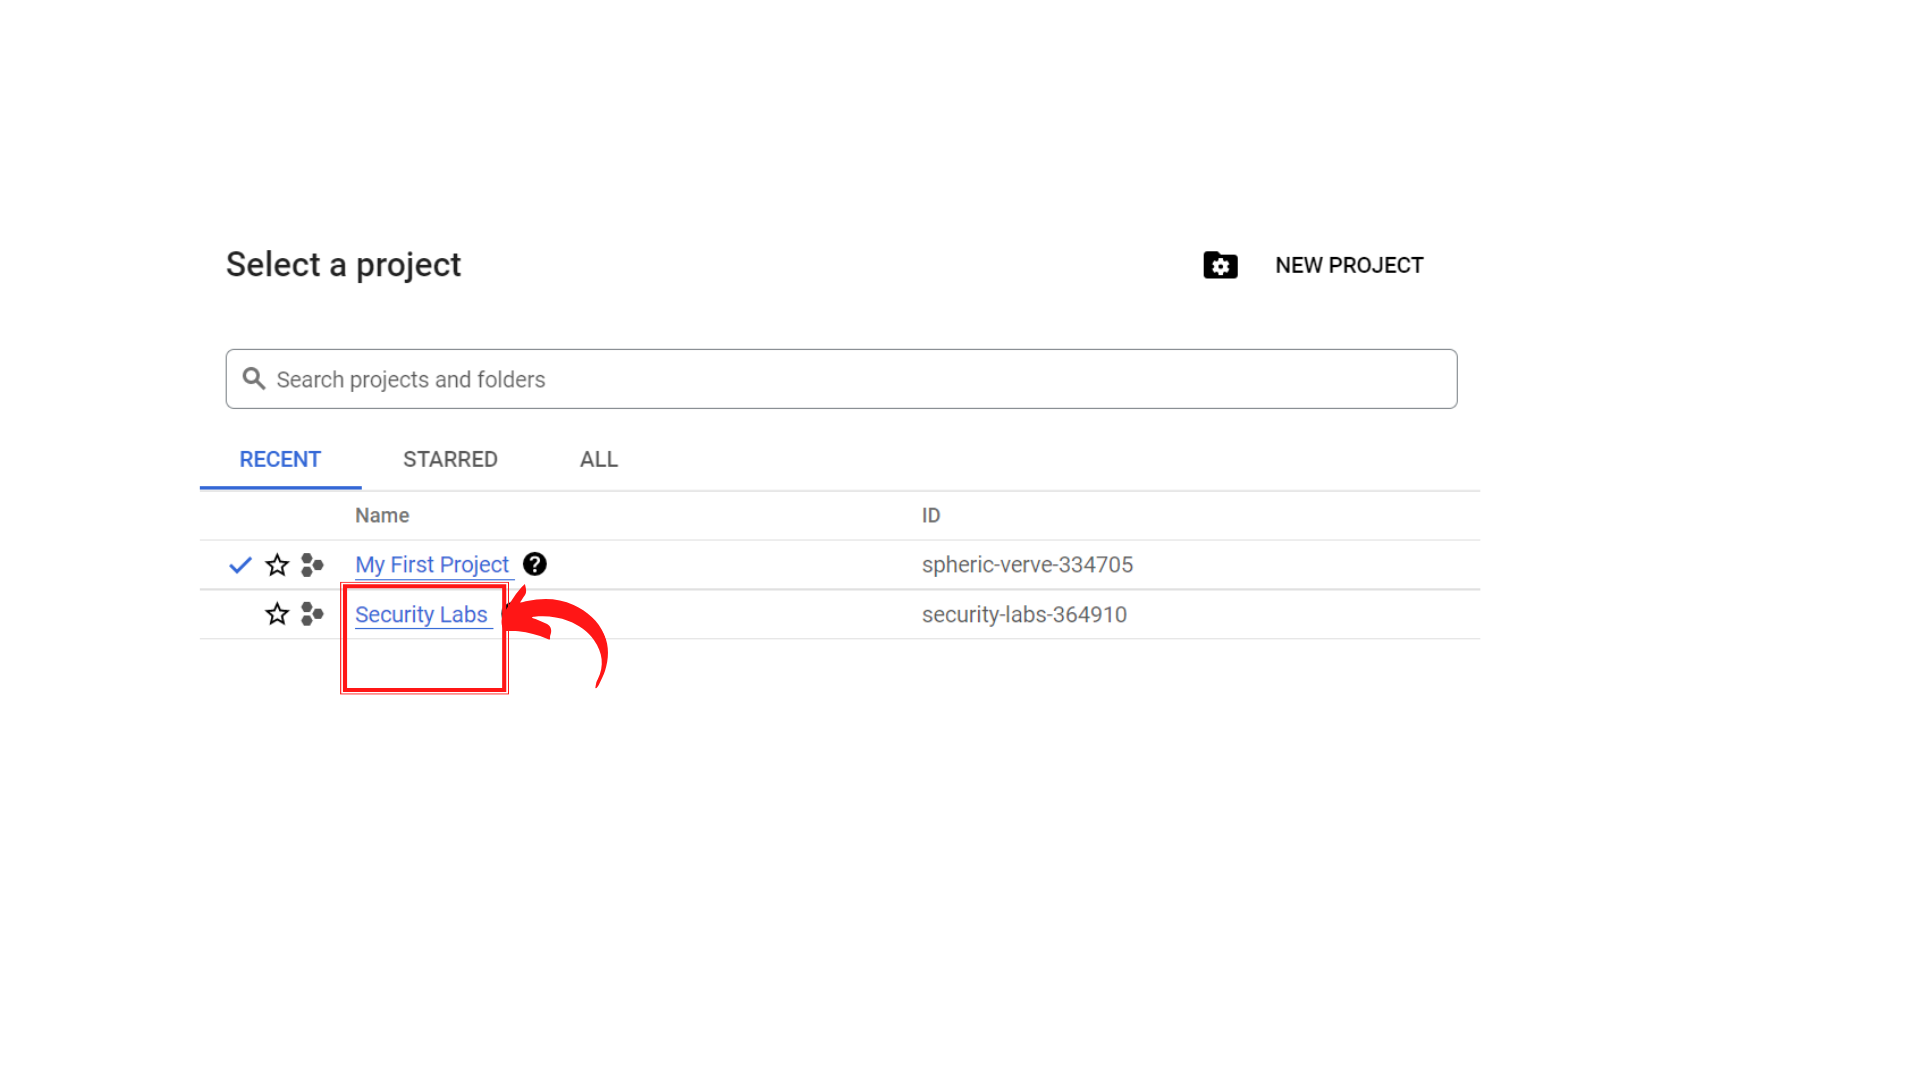 Select a project
NEW PROJECT
Search projects and folders
RECENT STARRED ALL
Name ID
My First Project ? spheric-verve-334705
Security Labs security-labs-364910